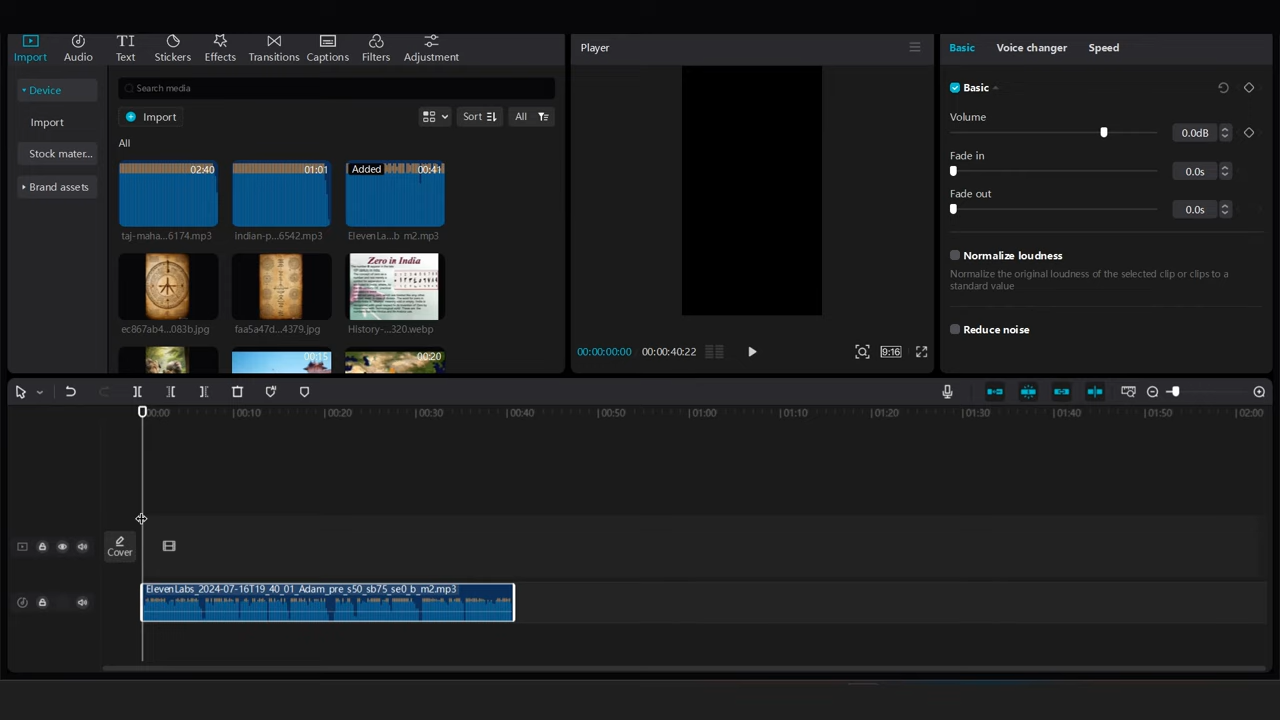 Import Audio Text Stickers Effects Transitions Captions Filters Adjustment
Device
Import
Stock mater...
Brand assets
Search media
Import
Sort
All
All
02:40
01:01
Added 00:41
taj-maha...6174.mp3
Indian-p...6542.mp3
ElevenLa...b m2.mp3
Zero in India
ec867ab4...083b.jpg
faa5a47d...4379.jpg
History-...320.webp
00:15
00:20
Player
00:00:00:00
00:00:40:22
9:16
Basic Voice changer Speed
Basic
Volume
0.0dB
Fade in
0.0s
Fade out
0.0s
Normalize loudness
Normalize the original loudness of the selected clip or clips to a
standard value
Reduce noise
00:00 00:10 00:20 00:30 00:40 00:50 01:00 01:10 01:20 01:30 01:40 01:50 02:00
Cover
ElevenLabs_2024-07-16T19_40_01_Adam_pre_s50_sb75_se0_b_m2.mp3